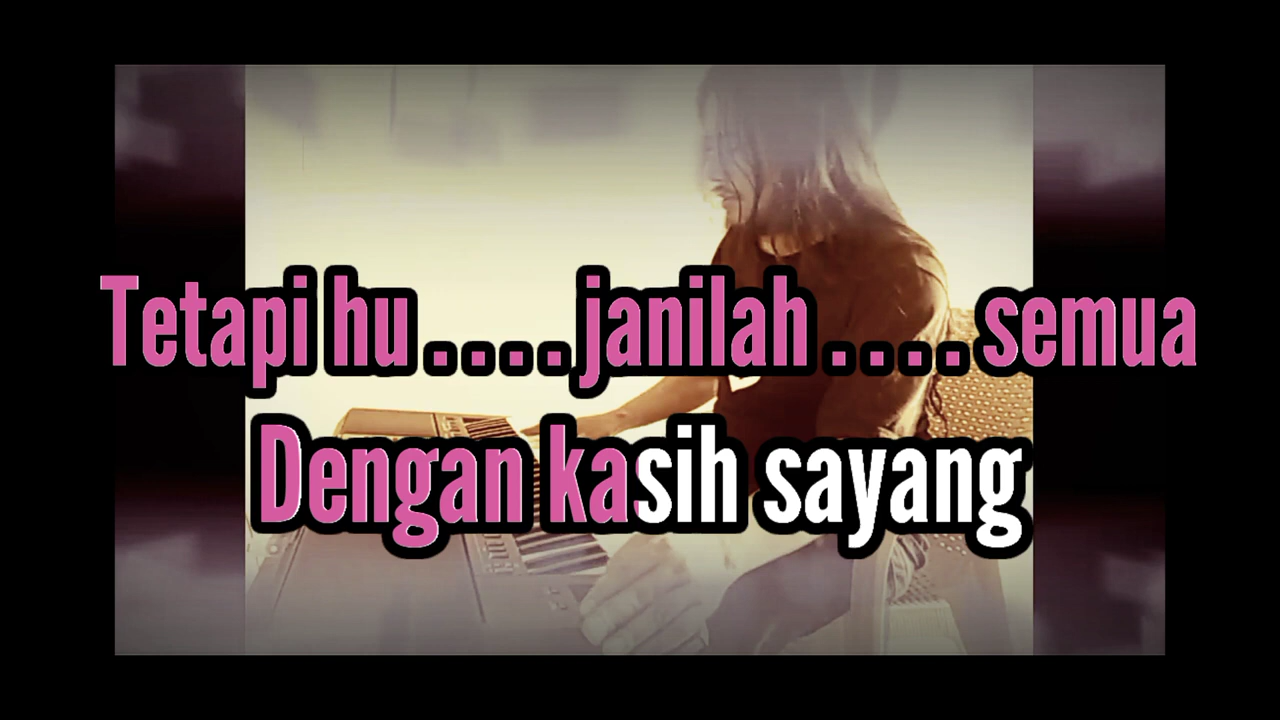 Tetapi hu . . . . janilah . . . . semua
Dengan kasih sayang